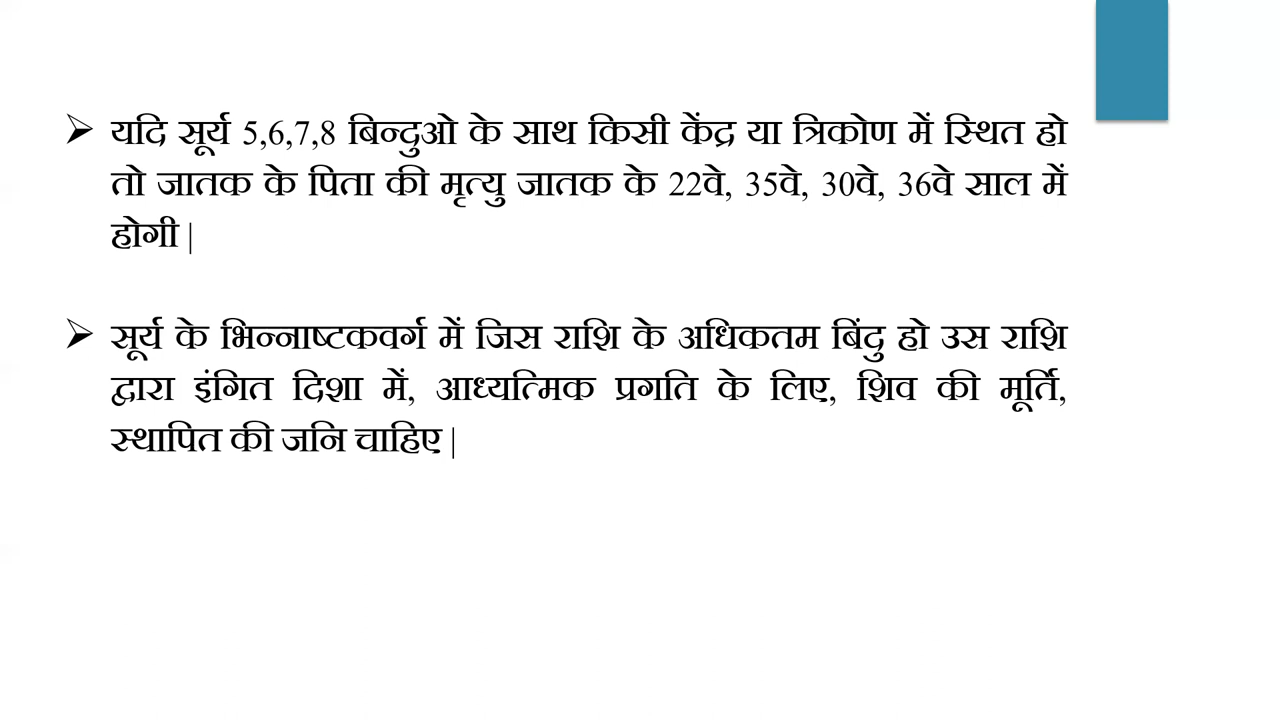 ➢ यदि सूर्य 5,6,7,8 बिन्दुओ के साथ किसी केंद्र या त्रिकोण में स्थित हो
तो जातक के पिता की मृत्यु जातक के 22वे, 35वे, 30वे, 36वे साल में
होगी |
➢ सूर्य के भिन्नाष्टकवर्ग में जिस राशि के अधिकतम बिंदु हो उस राशि
द्वारा इंगित दिशा में, आध्यत्मिक प्रगति के लिए, शिव की मूर्ति,
स्थापित की जनि चाहिए |